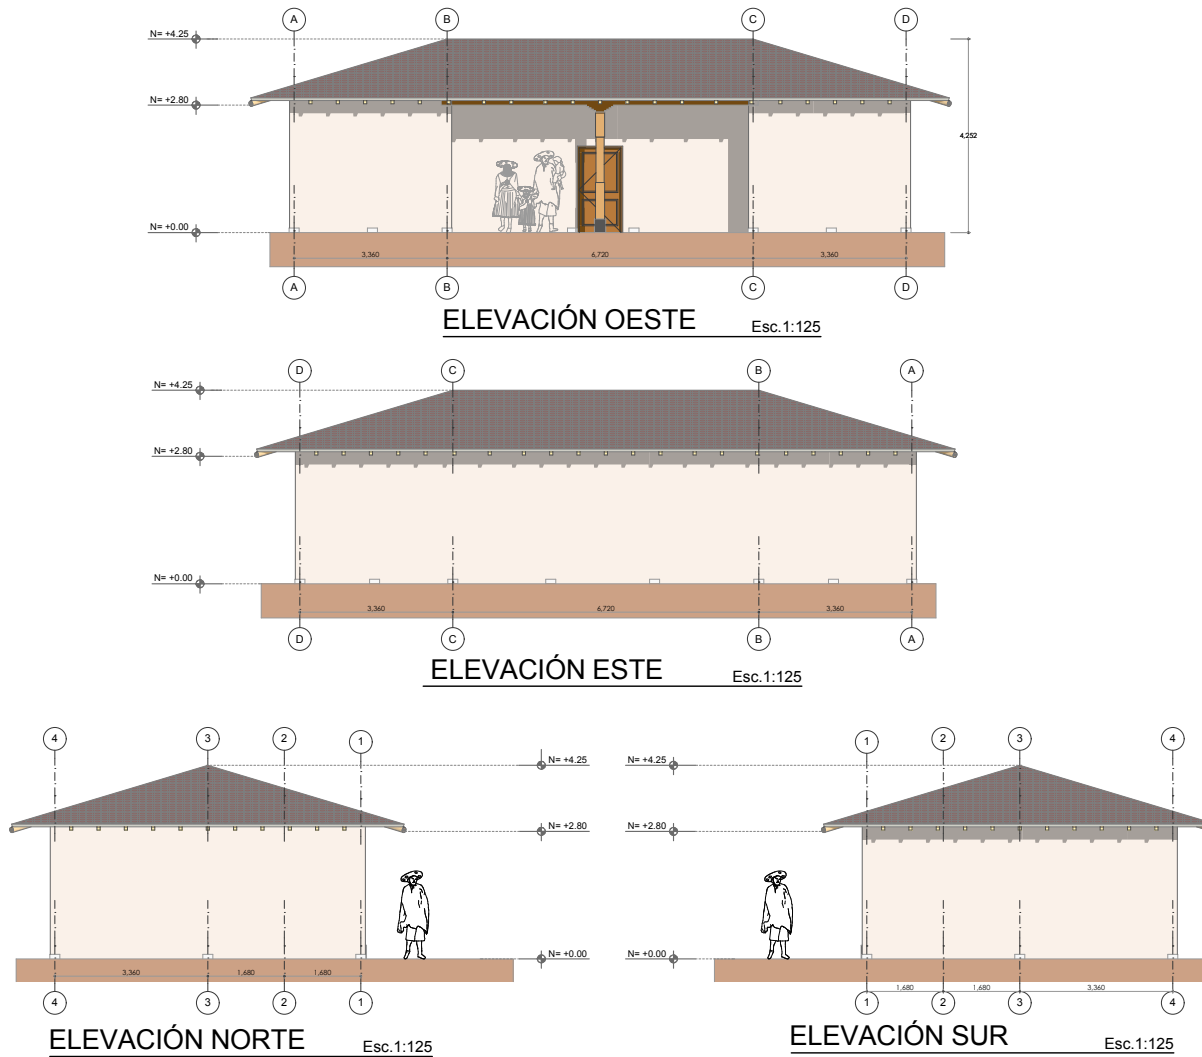 A B C D
N= +4.25
N= +2.80
4,252
N= +0.00
3,360 6,720 3,360
A B C D
ELEVACIÓN OESTE Esc.1:125
D C B A
N= +4.25
N= +2.80
N= +0.00
3,360 6,720 3,360
D C B A
ELEVACIÓN ESTE Esc.1:125
4 3 2 1
N= +4.25
N= +2.80
N= +0.00
3,360 1,680 1,680
4 3 2 1
ELEVACIÓN NORTE Esc.1:125
1 2 3 4
N= +4.25
N= +2.80
N= +0.00
1,680 1,680 3,360
1 2 3 4
ELEVACIÓN SUR Esc.1:125